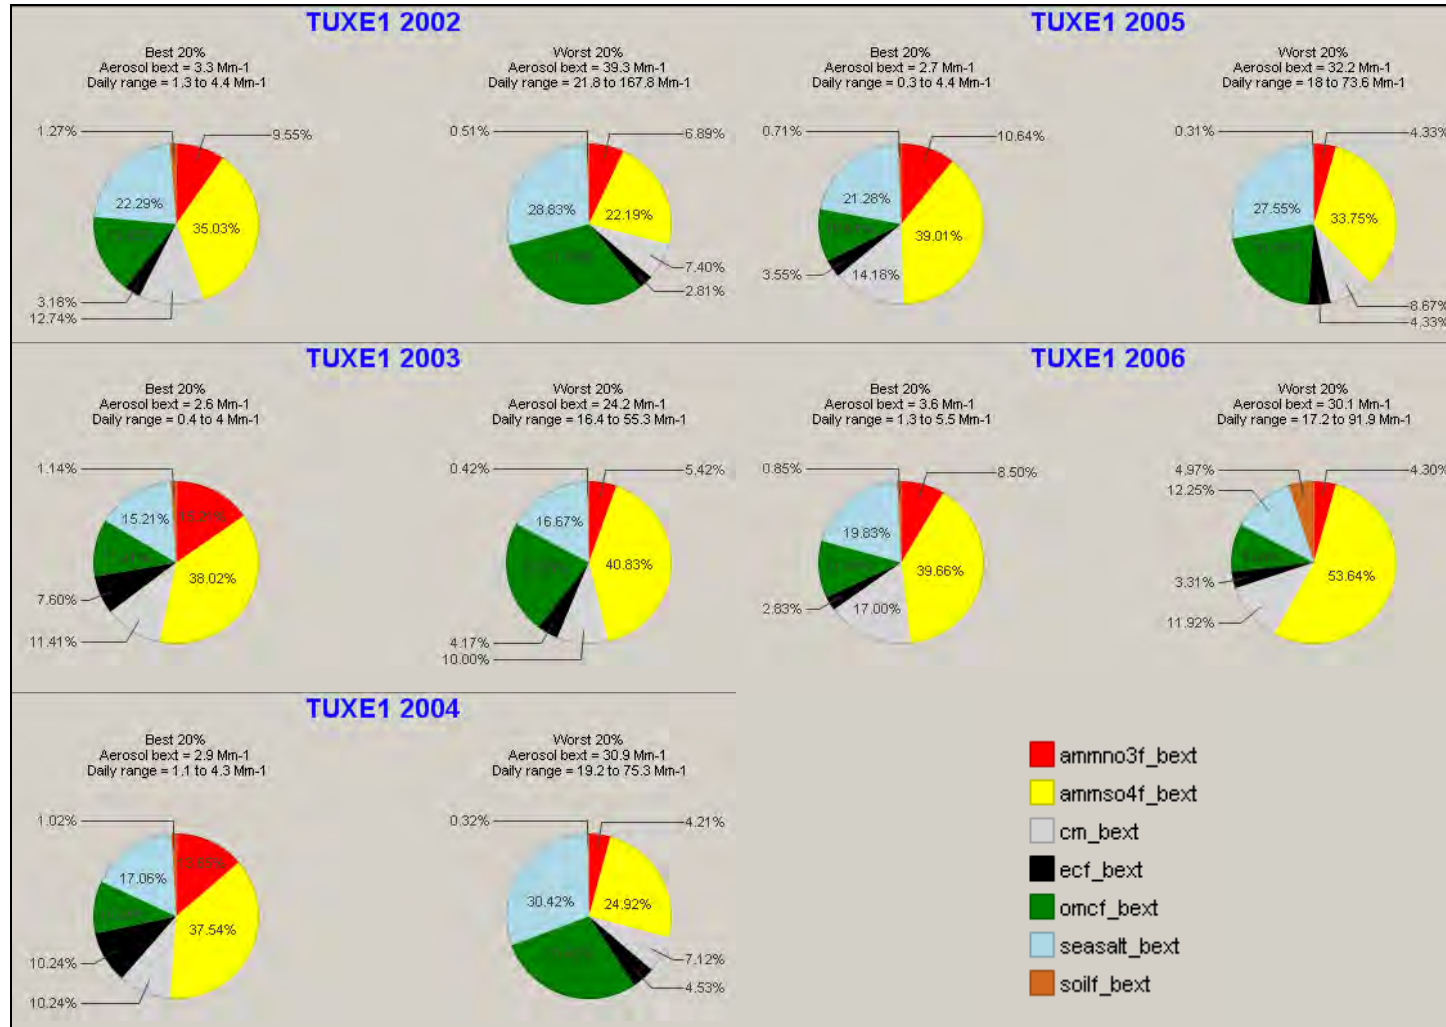 TUXE1 2002
Best 20%
Aerosol bext = 3.3 Mm-1
Daily range = 1.3 to 4.4 Mm-1
1.27%
9.55%
22.29%
35.03%
3.18%
12.74%
Worst 20%
Aerosol bext = 39.3 Mm-1
Daily range = 21.8 to 167.8 Mm-1
0.51%
6.89%
28.83%
22.19%
7.40%
2.81%
TUXE1 2005
Best 20%
Aerosol bext = 2.7 Mm-1
Daily range = 0.3 to 4.4 Mm-1
0.71%
10.64%
21.28%
39.01%
3.55%
14.18%
Worst 20%
Aerosol bext = 32.2 Mm-1
Daily range = 18 to 73.6 Mm-1
0.31%
4.33%
27.55%
33.75%
8.67%
4.33%
TUXE1 2003
Best 20%
Aerosol bext = 2.6 Mm-1
Daily range = 0.4 to 4 Mm-1
1.14%
15.21%
15.21%
38.02%
7.60%
11.41%
Worst 20%
Aerosol bext = 24.2 Mm-1
Daily range = 16.4 to 55.3 Mm-1
0.42%
5.42%
16.67%
40.83%
4.17%
10.00%
TUXE1 2006
Best 20%
Aerosol bext = 3.6 Mm-1
Daily range = 1.3 to 5.5 Mm-1
0.85%
8.50%
19.83%
39.66%
2.83%
17.00%
Worst 20%
Aerosol bext = 30.1 Mm-1
Daily range = 17.2 to 91.9 Mm-1
4.97%
4.30%
12.25%
53.64%
3.31%
11.92%
TUXE1 2004
Best 20%
Aerosol bext = 2.9 Mm-1
Daily range = 1.1 to 4.3 Mm-1
1.02%
13.65%
17.06%
37.54%
10.24%
10.24%
Worst 20%
Aerosol bext = 30.9 Mm-1
Daily range = 19.2 to 75.3 Mm-1
0.32%
4.21%
30.42%
24.92%
7.12%
4.53%
ammno3f_bext
ammso4f_bext
cm_bext
ecf_bext
omcf_bext
seasalt_bext
soilf_bext